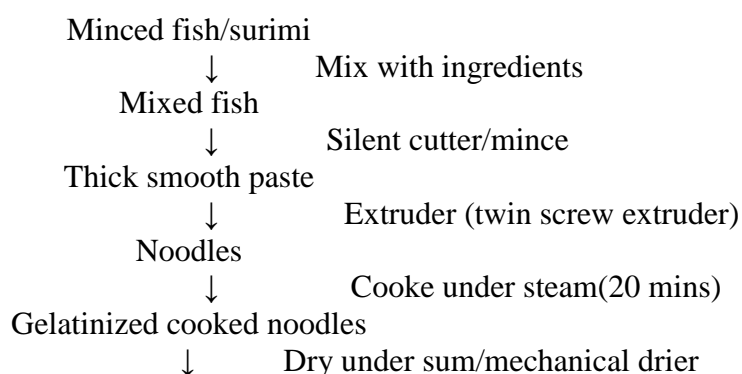 Minced fish/surimi
↓ Mix with ingredients
Mixed fish
↓ Silent cutter/mince
Thick smooth paste
↓ Extruder (twin screw extruder)
Noodles
↓ Cooke under steam(20 mins)
Gelatinized cooked noodles
↓ Dry under sum/mechanical drier